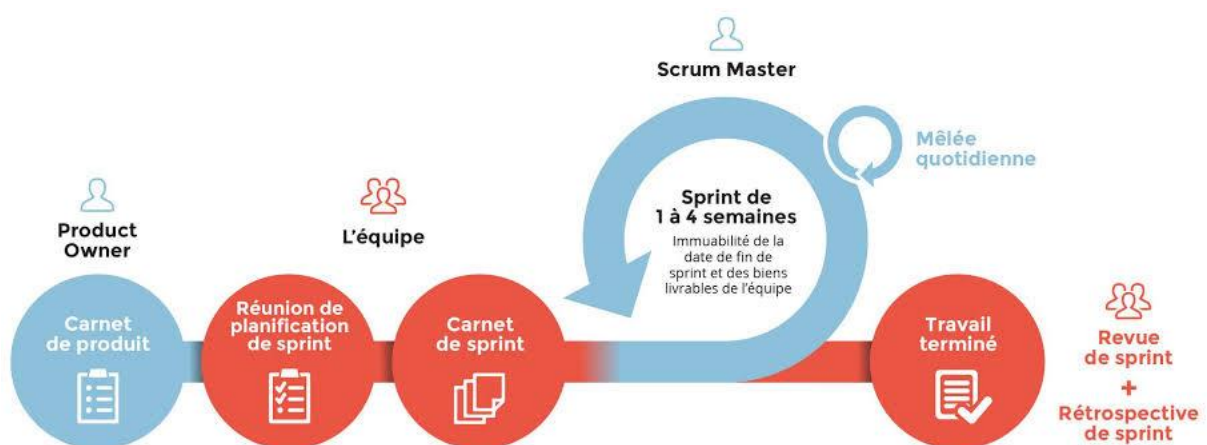 Scrum Master
Mêlée
quotidienne
Product
Owner
L'équipe
Sprint de
1 à 4 semaines
Immuabilité de la
date de fin de
sprint et des biens
livrables de l'équipe
Carnet
de produit
Réunion de
planification
de sprint
Carnet
de sprint
Travail
terminé
Revue
de sprint
+
Rétrospective
de sprint